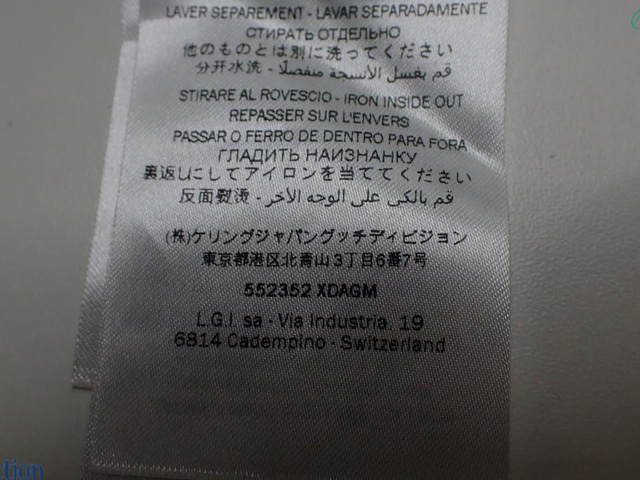 LAVER SEPAREMENT - LAVAR SEPARADAMENTE
СТИРАТЬ ОТДЕЛЬНО
他のものとは別に洗ってください
分开水洗 - قم بغسل الأنسجة منفصلًا
STIRARE AL ROVESCIO - IRON INSIDE OUT
REPASSER SUR L'ENVERS
PASSAR O FERRO DE DENTRO PARA FORA
ГЛАДИТЬ НАИЗНАНКУ
裏返しにしてアイロンを当ててください
反面熨烫 - قم بالكي على الوجه الآخر
(株)ケリングジャパングッチディビジョン
東京都港区北青山3丁目6番7号
552352 XDAGM
L.G.I. sa - Via Industria, 19
6814 Cadempino - Switzerland